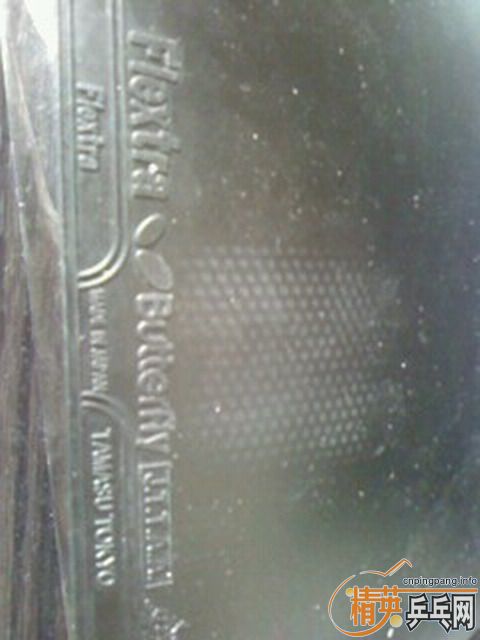 Flextra Butterfly I.T.T.A.A.
Flextra
MADE IN JAPAN
TAMASU TOKYO
cnpingpang.info
精英乒乓网